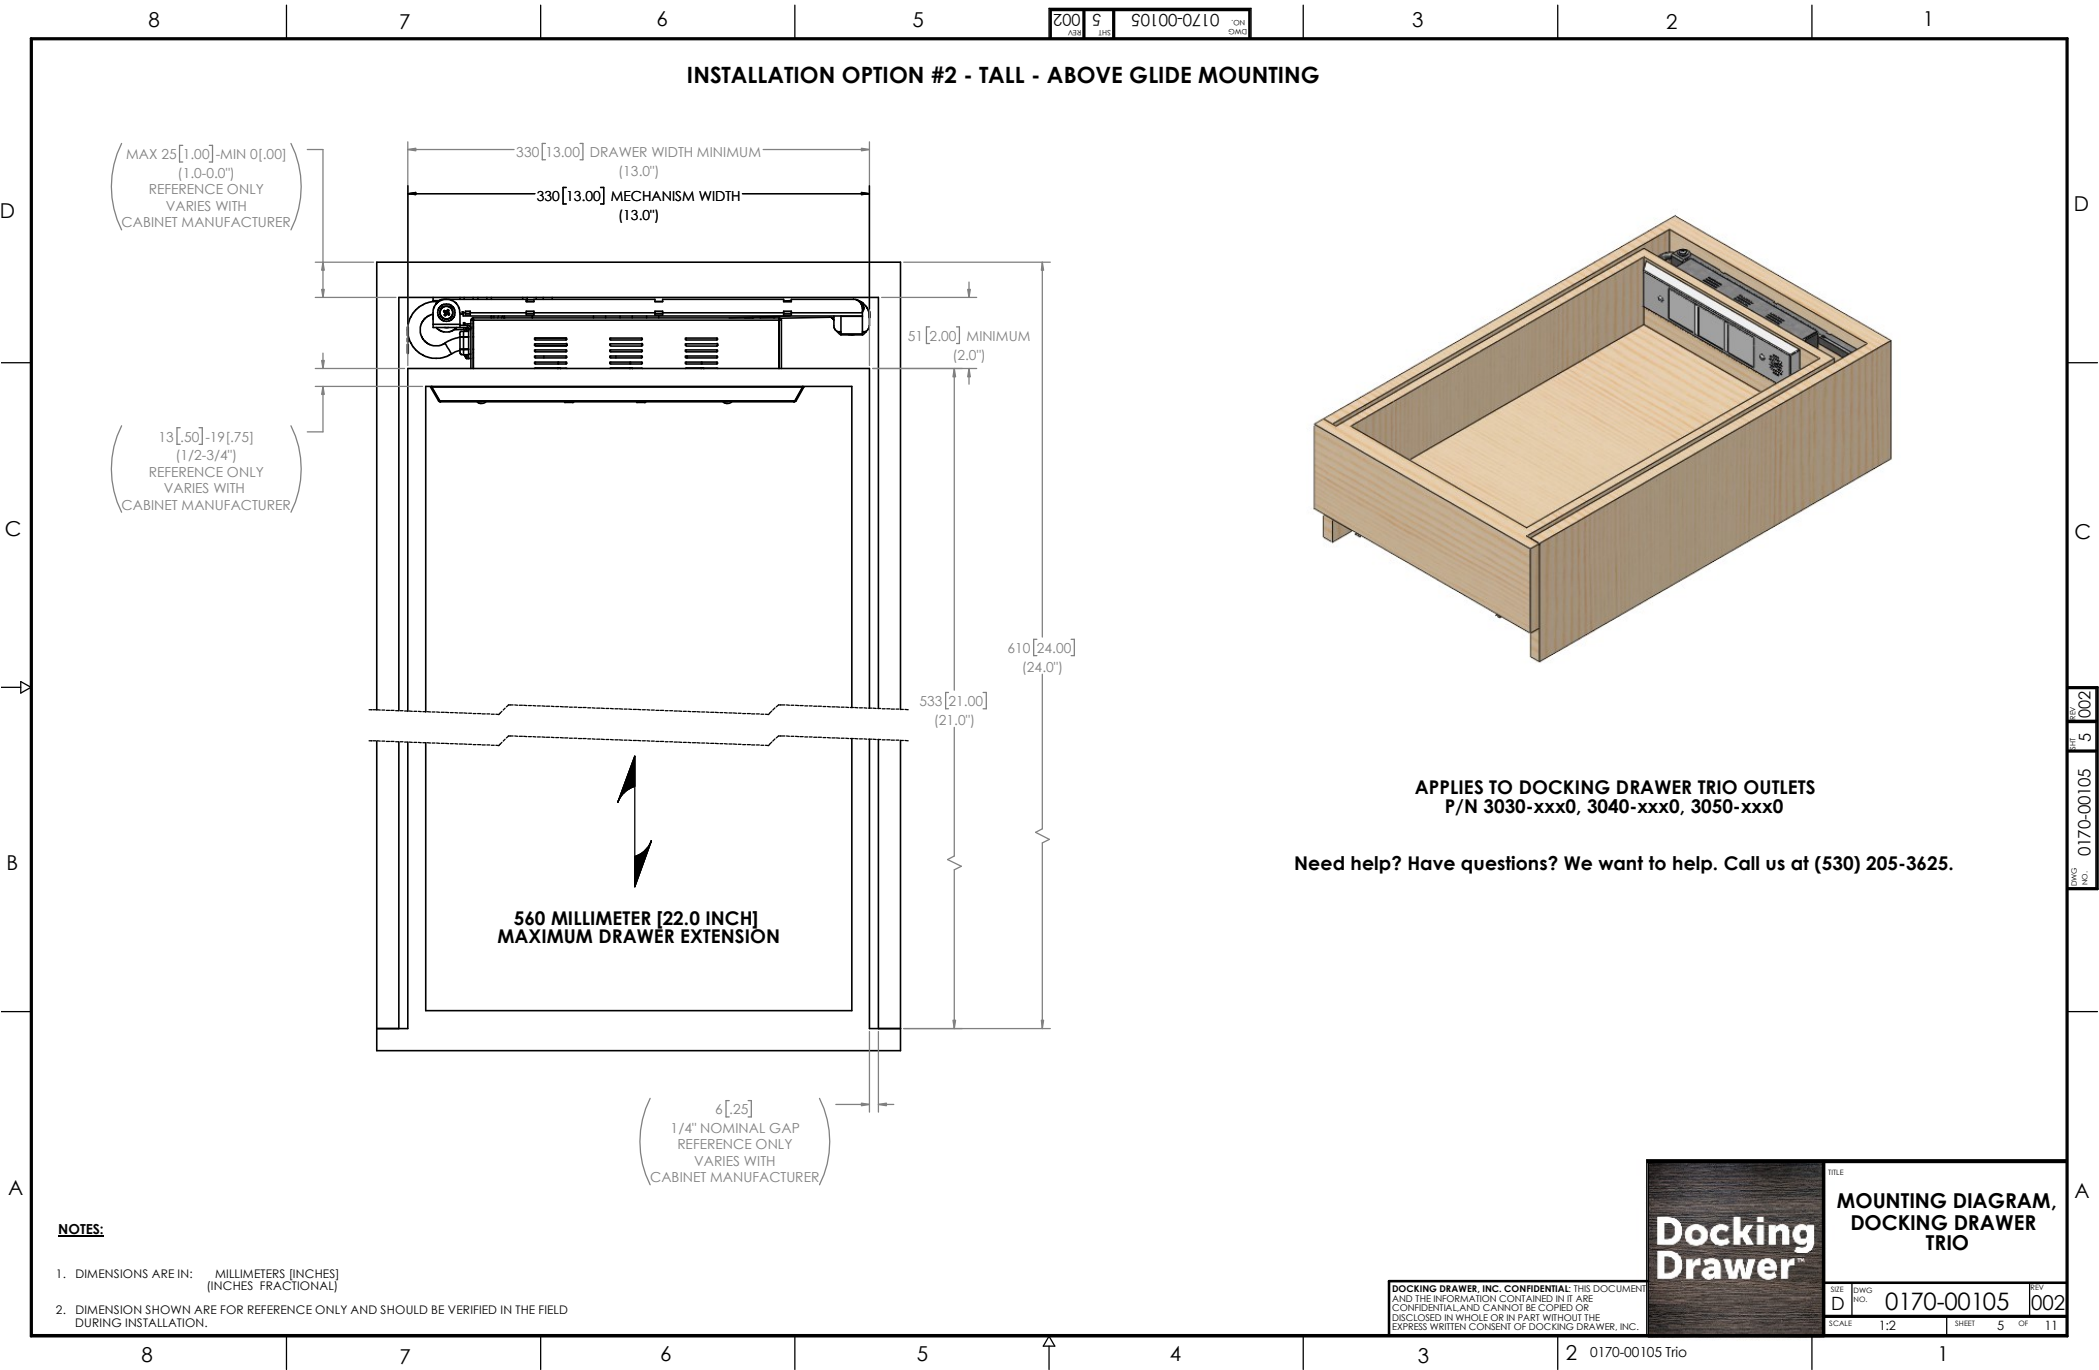 8 7 6 5 3 2 1
DWG NO. 0170-00105 SHT 5 REV 002
INSTALLATION OPTION #2 - TALL - ABOVE GLIDE MOUNTING
MAX 25[1.00]-MIN 0[.00]
(1.0-0.0")
REFERENCE ONLY
VARIES WITH
CABINET MANUFACTURER
330[13.00] DRAWER WIDTH MINIMUM
(13.0")
330[13.00] MECHANISM WIDTH
(13.0")
D D
51[2.00] MINIMUM
(2.0")
13[.50]-19[.75]
(1/2-3/4")
REFERENCE ONLY
VARIES WITH
CABINET MANUFACTURER
C C
610[24.00]
(24.0")
533[21.00]
(21.0")
DWG NO. 0170-00105 SHT 5 REV 002
APPLIES TO DOCKING DRAWER TRIO OUTLETS
P/N 3030-xxx0, 3040-xxx0, 3050-xxx0
B
Need help? Have questions? We want to help. Call us at (530) 205-3625.
560 MILLIMETER [22.0 INCH]
MAXIMUM DRAWER EXTENSION
6[.25]
1/4" NOMINAL GAP
REFERENCE ONLY
VARIES WITH
CABINET MANUFACTURER
A A
NOTES:
1. DIMENSIONS ARE IN: MILLIMETERS [INCHES]
(INCHES FRACTIONAL)
2. DIMENSION SHOWN ARE FOR REFERENCE ONLY AND SHOULD BE VERIFIED IN THE FIELD
DURING INSTALLATION.
DOCKING DRAWER, INC. CONFIDENTIAL: THIS DOCUMENT
AND THE INFORMATION CONTAINED IN IT ARE
CONFIDENTIAL,AND CANNOT BE COPIED OR
DISCLOSED IN WHOLE OR IN PART WITHOUT THE
EXPRESS WRITTEN CONSENT OF DOCKING DRAWER, INC.
Docking
Drawer™
TITLE
MOUNTING DIAGRAM,
DOCKING DRAWER
TRIO
SIZE D DWG NO. 0170-00105 REV 002
SCALE 1:2 SHEET 5 OF 11
8 7 6 5 4 3 2 0170-00105 Trio 1